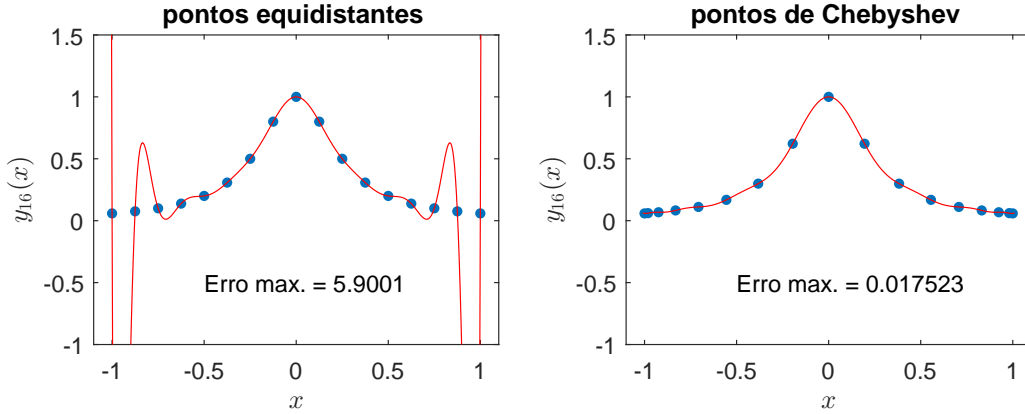 pontos equidistantes
1.5
1
0.5
0
-0.5
-1
y₁₆(x)
Erro max. = 5.9001
-1 -0.5 0 0.5 1
x
pontos de Chebyshev
1.5
1
0.5
0
-0.5
-1
y₁₆(x)
Erro max. = 0.017523
-1 -0.5 0 0.5 1
x